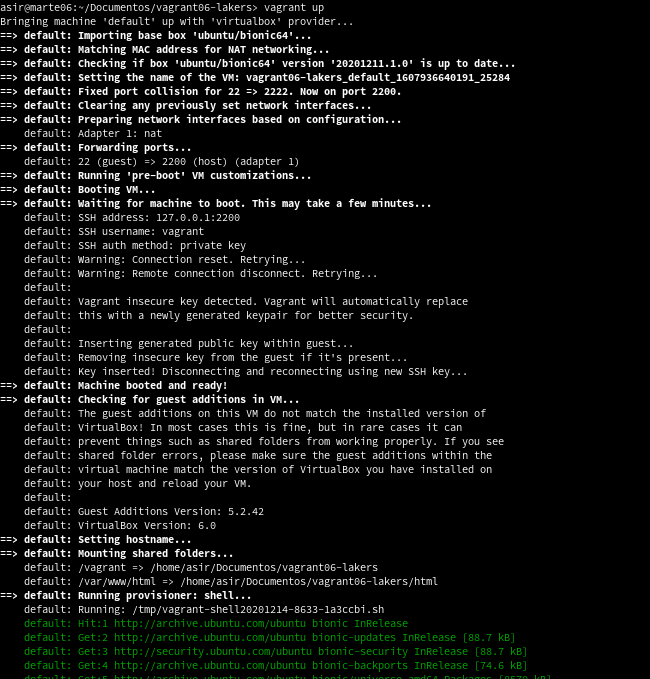 asir@marte06:~/Documentos/vagrant06-lakers> vagrant up
Bringing machine 'default' up with 'virtualbox' provider...
==> default: Importing base box 'ubuntu/bionic64'...
==> default: Matching MAC address for NAT networking...
==> default: Checking if box 'ubuntu/bionic64' version '20201211.1.0' is up to date...
==> default: Setting the name of the VM: vagrant06-lakers_default_1607936640191_25284
==> default: Fixed port collision for 22 => 2222. Now on port 2200.
==> default: Clearing any previously set network interfaces...
==> default: Preparing network interfaces based on configuration...
    default: Adapter 1: nat
==> default: Forwarding ports...
    default: 22 (guest) => 2200 (host) (adapter 1)
==> default: Running 'pre-boot' VM customizations...
==> default: Booting VM...
==> default: Waiting for machine to boot. This may take a few minutes...
    default: SSH address: 127.0.0.1:2200
    default: SSH username: vagrant
    default: SSH auth method: private key
    default: Warning: Connection reset. Retrying...
    default: Warning: Remote connection disconnect. Retrying...
    default:
    default: Vagrant insecure key detected. Vagrant will automatically replace
    default: this with a newly generated keypair for better security.
    default:
    default: Inserting generated public key within guest...
    default: Removing insecure key from the guest if it's present...
    default: Key inserted! Disconnecting and reconnecting using new SSH key...
==> default: Machine booted and ready!
==> default: Checking for guest additions in VM...
    default: The guest additions on this VM do not match the installed version of
    default: VirtualBox! In most cases this is fine, but in rare cases it can
    default: prevent things such as shared folders from working properly. If you see
    default: shared folder errors, please make sure the guest additions within the
    default: virtual machine match the version of VirtualBox you have installed on
    default: your host and reload your VM.
    default:
    default: Guest Additions Version: 5.2.42
    default: VirtualBox Version: 6.0
==> default: Setting hostname...
==> default: Mounting shared folders...
    default: /vagrant => /home/asir/Documentos/vagrant06-lakers
    default: /var/www/html => /home/asir/Documentos/vagrant06-lakers/html
==> default: Running provisioner: shell...
    default: Running: /tmp/vagrant-shell20201214-8633-1a3ccbi.sh
    default: Hit:1 http://archive.ubuntu.com/ubuntu bionic InRelease
    default: Get:2 http://archive.ubuntu.com/ubuntu bionic-updates InRelease [88.7 kB]
    default: Get:3 http://security.ubuntu.com/ubuntu bionic-security InRelease [88.7 kB]
    default: Get:4 http://archive.ubuntu.com/ubuntu bionic-backports InRelease [74.6 kB]
    default: Get:5 http://archive.ubuntu.com/ubuntu bionic/universe amd64 Packages [8570 kB]